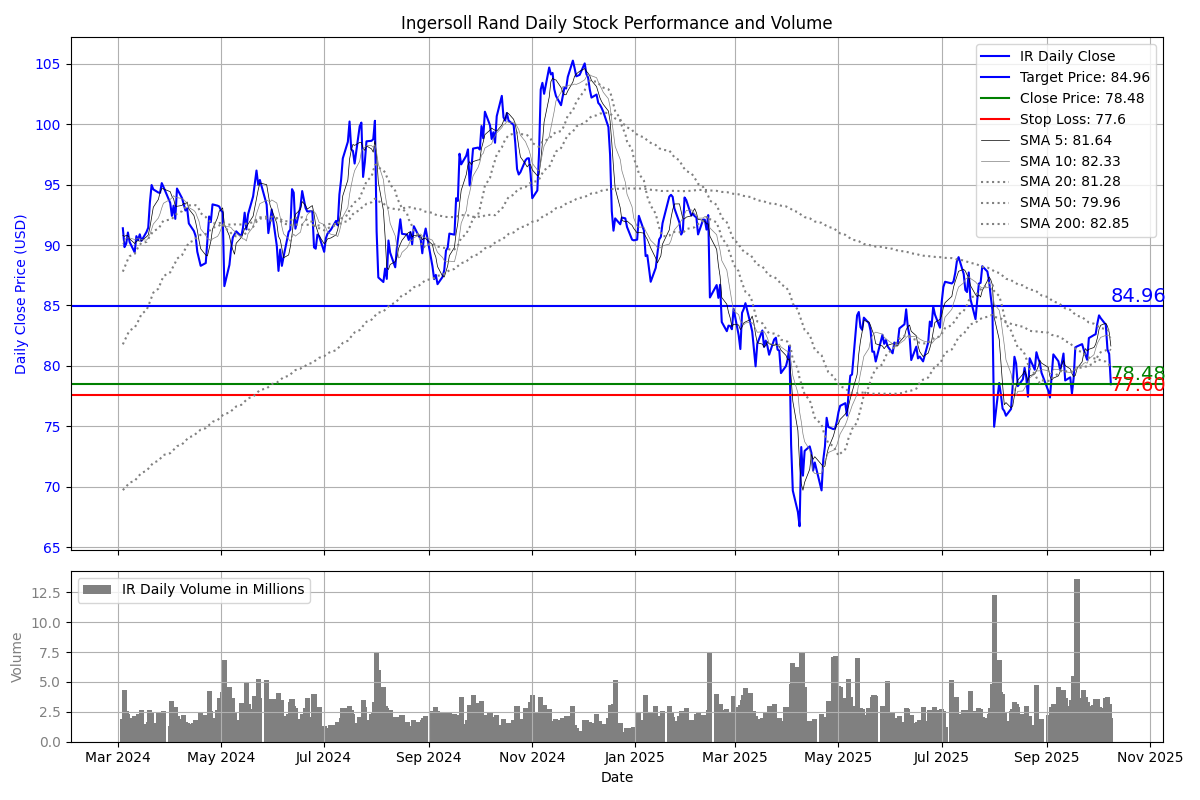 Ingersoll Rand Daily Stock Performance and Volume
Daily Close Price (USD)
105
100
95
90
85
80
75
70
65
IR Daily Close
Target Price: 84.96
Close Price: 78.48
Stop Loss: 77.6
SMA 5: 81.64
SMA 10: 82.33
SMA 20: 81.28
SMA 50: 79.96
SMA 200: 82.85
84.96
78.48
77.60
Volume
12.5
10.0
7.5
5.0
2.5
0.0
IR Daily Volume in Millions
Mar 2024 May 2024 Jul 2024 Sep 2024 Nov 2024 Jan 2025 Mar 2025 May 2025 Jul 2025 Sep 2025 Nov 2025
Date